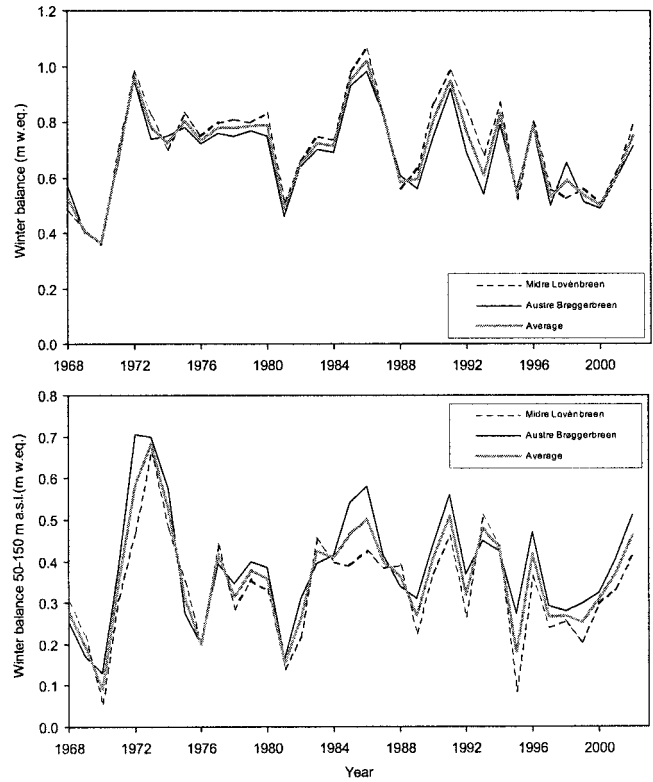 1.2
1.0
0.8
0.6
0.4
0.2
0.0
Winter balance (m w.eq.)
Midre Lovénbreen
Austre Brøggerbreen
Average
1968 1972 1976 1980 1984 1988 1992 1996 2000
0.8
0.7
0.6
0.5
0.4
0.3
0.2
0.1
0.0
Winter balance 50-150 m a.s.l.(m w.eq.)
Midre Lovénbreen
Austre Brøggerbreen
Average
1968 1972 1976 1980 1984 1988 1992 1996 2000
Year